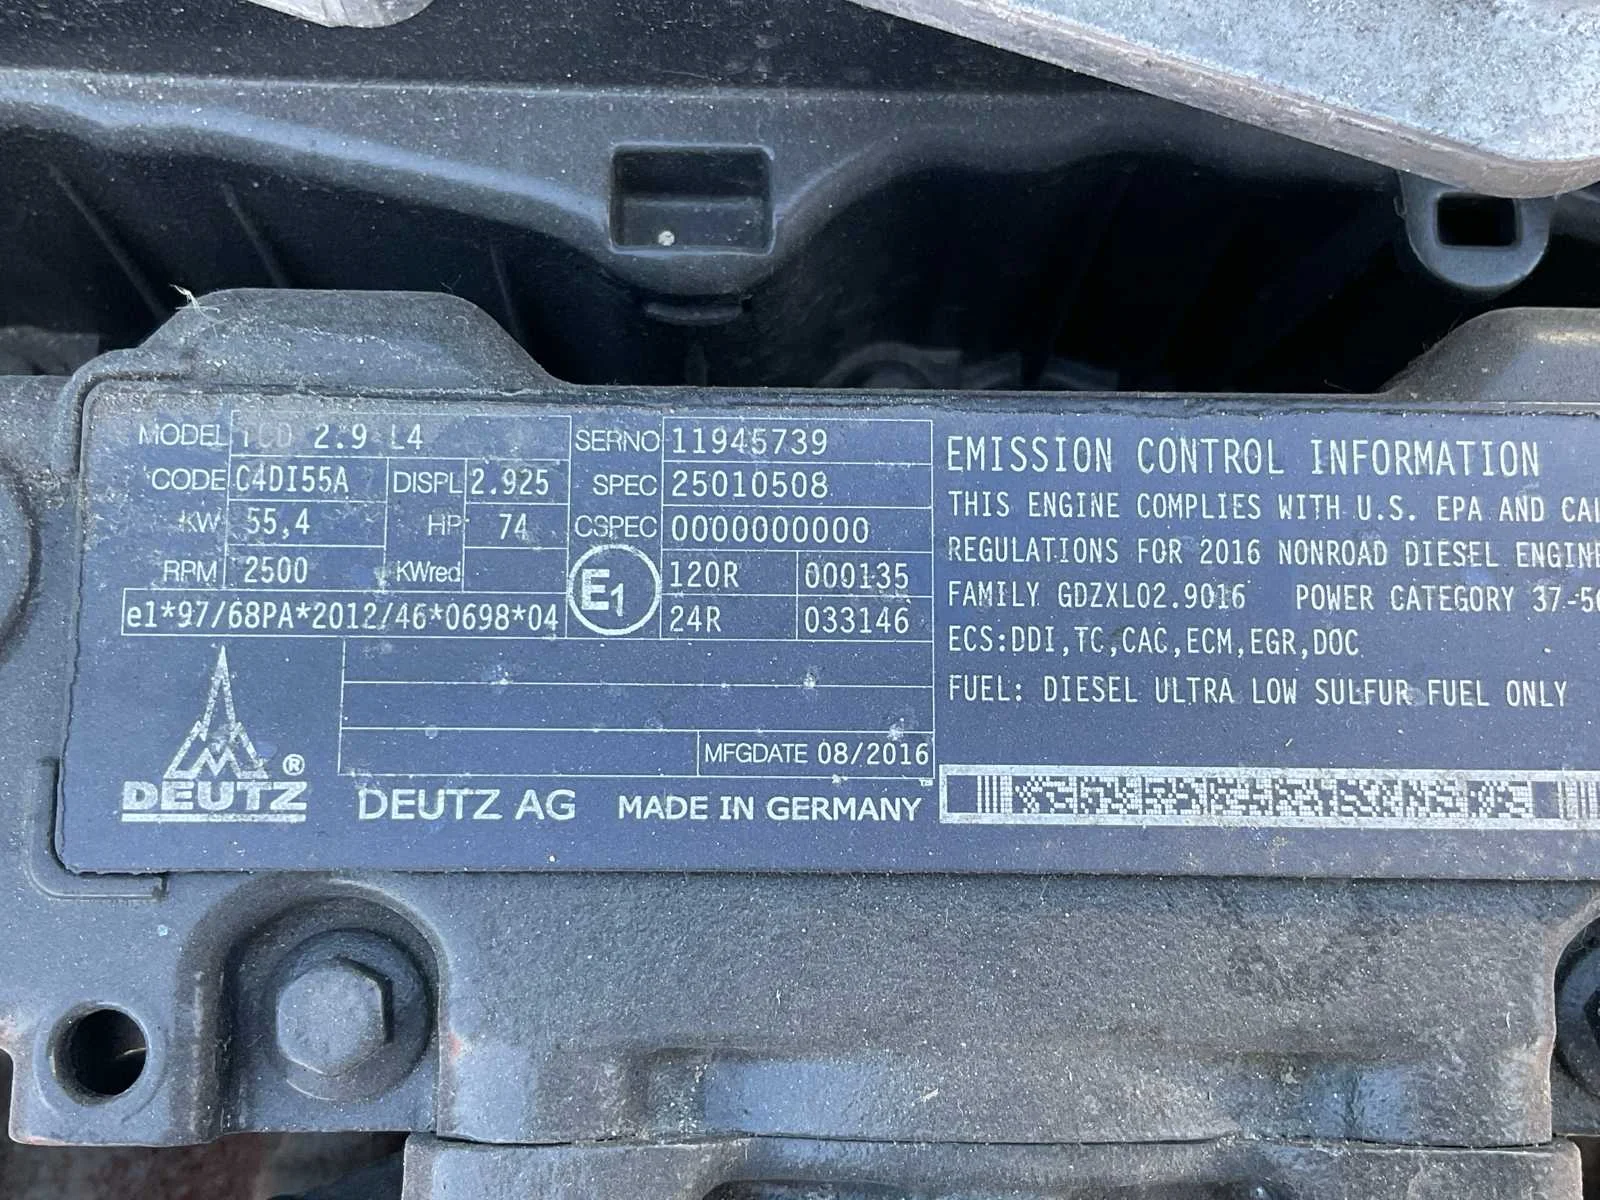 MODEL TCD 2.9 L4
CODE C4DI55A DISPL 2.925
KW 55,4 HP 74
RPM 2500 KWred
e1*97/68PA*2012/46*0698*04
SERNO 11945739
SPEC 25010508
CSPEC 0000000000
E1 120R 000135
24R 033146
MFGDATE 08/2016
DEUTZ ®
DEUTZ AG MADE IN GERMANY
EMISSION CONTROL INFORMATION
THIS ENGINE COMPLIES WITH U.S. EPA AND
REGULATIONS FOR 2016 NONROAD DIESEL ENGINE
FAMILY GDZXL02.9016 POWER CATEGORY
ECS:DDI,TC,CAC,ECM,EGR,DOC
FUEL: DIESEL ULTRA LOW SULFUR FUEL ONLY